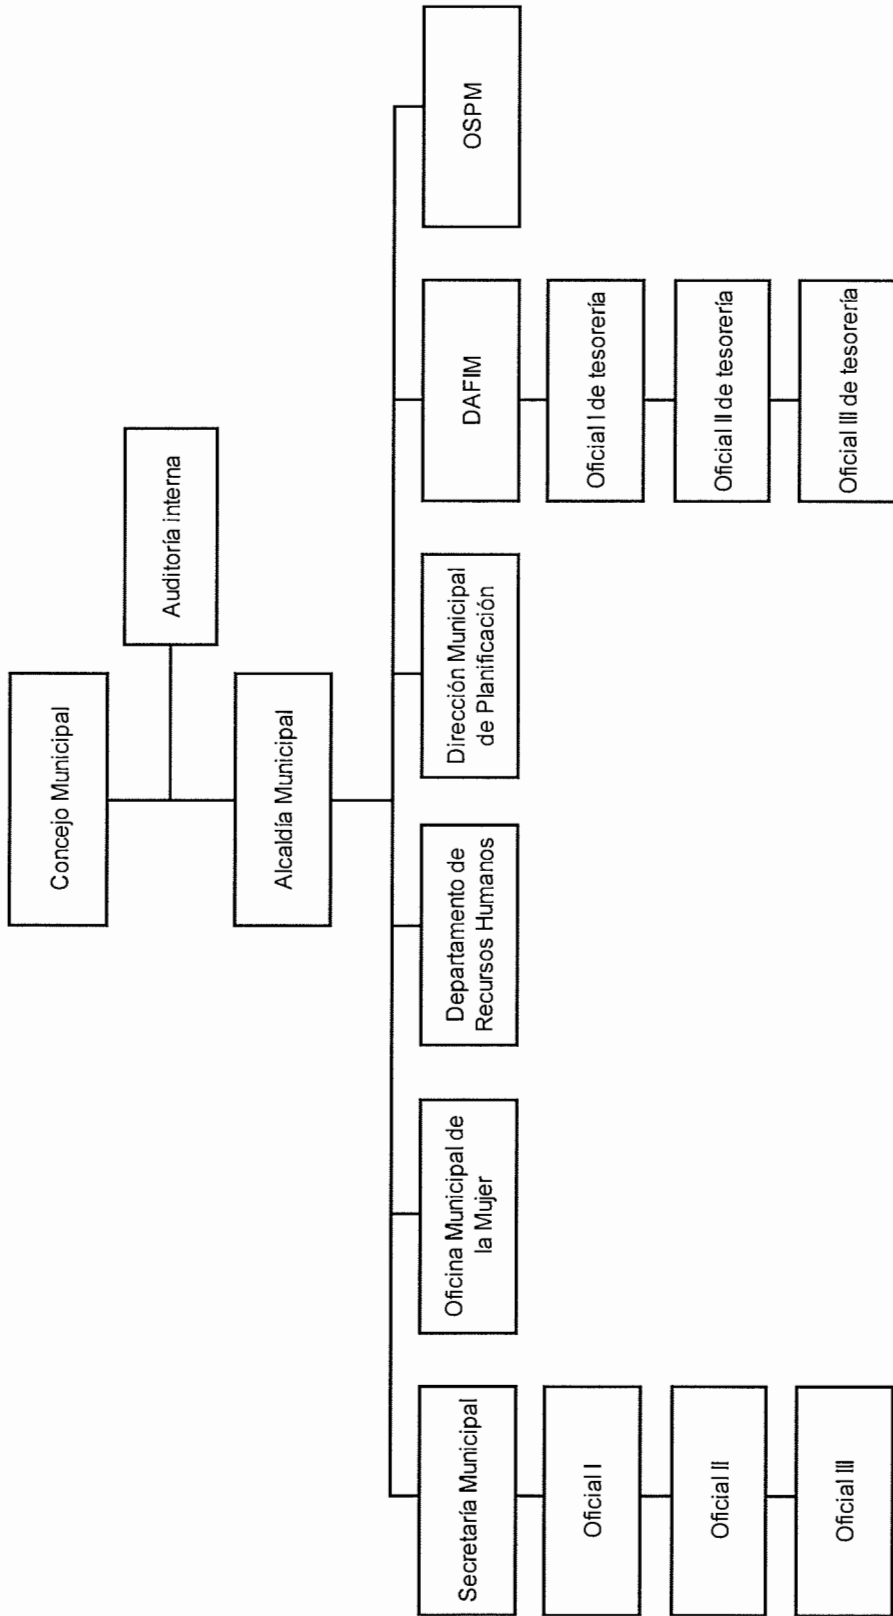 Concejo Municipal
Auditoría interna
Alcaldía Municipal
Secretaría Municipal
Oficina Municipal de
la Mujer
Departamento de
Recursos Humanos
Dirección Municipal
de Planificación
DAFIM
OSPM
Oficial I
Oficial I de tesorería
Oficial II
Oficial II de tesorería
Oficial III
Oficial III de tesorería